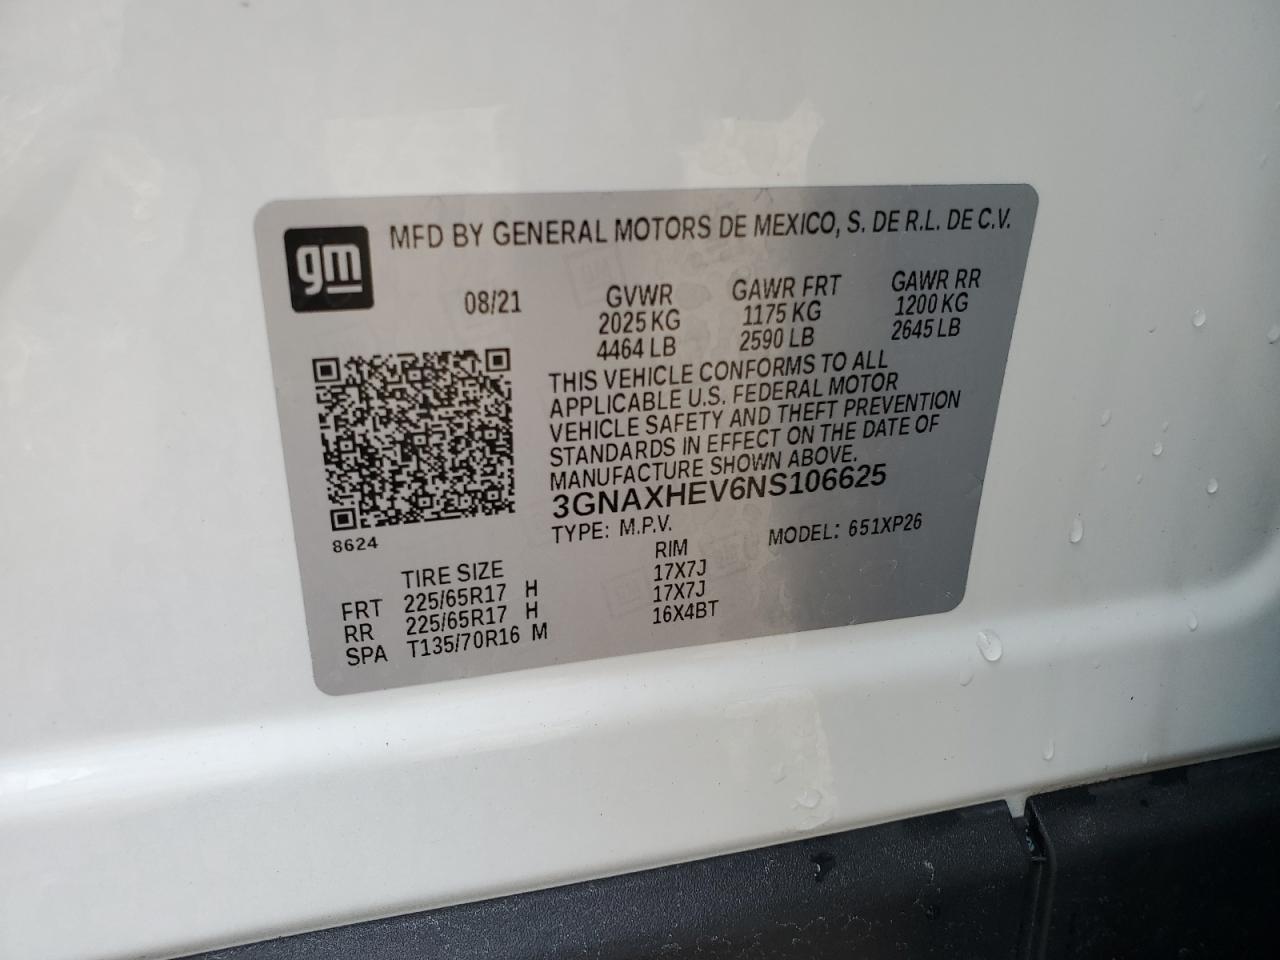 gm
MFD BY GENERAL MOTORS DE MEXICO, S. DE R.L. DE C.V.
08/21
GVWR GAWR FRT GAWR RR
2025 KG 1175 KG 1200 KG
4464 LB 2590 LB 2645 LB
THIS VEHICLE CONFORMS TO ALL
APPLICABLE U.S. FEDERAL MOTOR
VEHICLE SAFETY AND THEFT PREVENTION
STANDARDS IN EFFECT ON THE DATE OF
MANUFACTURE SHOWN ABOVE.
3GNAXHEV6NS106625
8624
TYPE: M.P.V. MODEL: 651XP26
TIRE SIZE RIM
FRT 225/65R17 H 17X7J
RR 225/65R17 H 17X7J
SPA T135/70R16 M 16X4BT